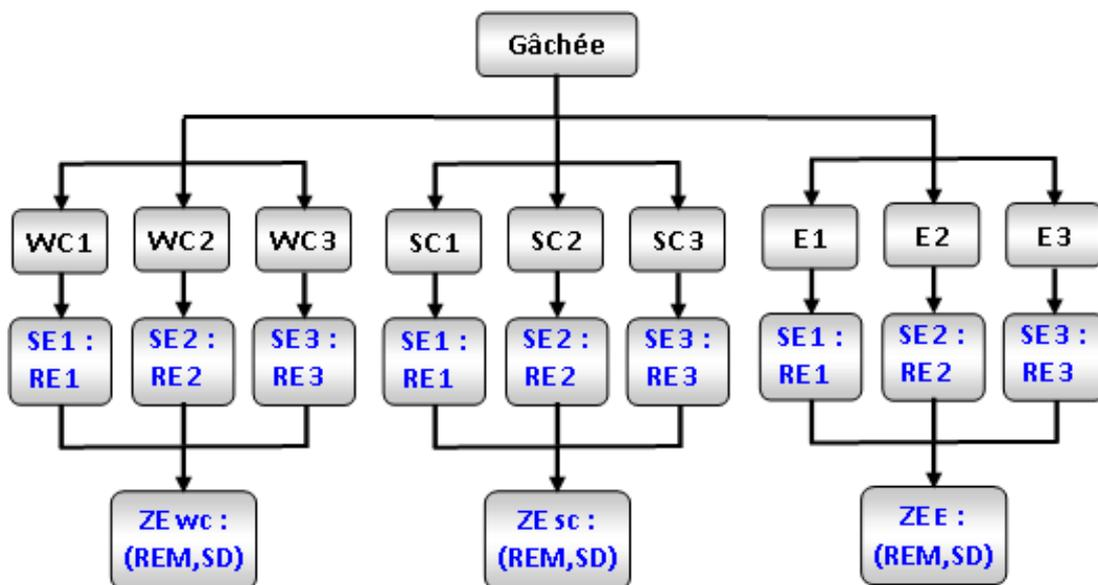 Gâchée
WC1
WC2
WC3
SC1
SC2
SC3
E1
E2
E3
SE1 :
RE1
SE2 :
RE2
SE3 :
RE3
SE1 :
RE1
SE2 :
RE2
SE3 :
RE3
SE1 :
RE1
SE2 :
RE2
SE3 :
RE3
ZE wc :
(REM,SD)
ZE sc :
(REM,SD)
ZE E :
(REM,SD)